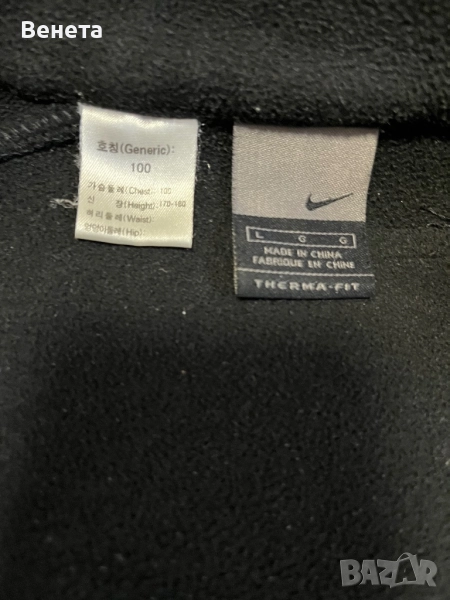 Венета
호칭(Generic):
100
가슴둘레(Chest): 100
신 장(Height): 170-180
허리둘레(Waist):
엉덩이둘레(Hip):
L G G
MADE IN CHINA
FABRIQUE EN CHINE
THERMA-FIT
BAZAR